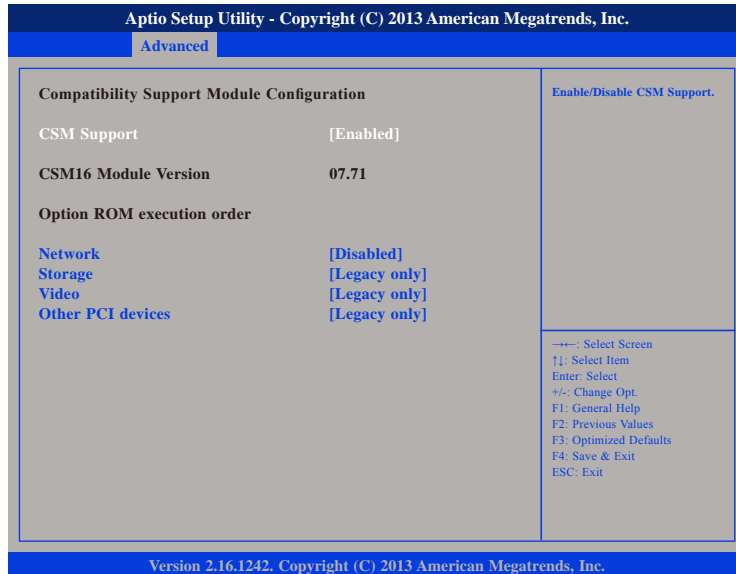 Aptio Setup Utility - Copyright (C) 2013 American Megatrends, Inc.
Advanced
Compatibility Support Module Configuration
CSM Support [Enabled]
CSM16 Module Version 07.71
Option ROM execution order
Network [Disabled]
Storage [Legacy only]
Video [Legacy only]
Other PCI devices [Legacy only]
Enable/Disable CSM Support.
→←: Select Screen
↑↓: Select Item
Enter: Select
+/-: Change Opt.
F1: General Help
F2: Previous Values
F3: Optimized Defaults
F4: Save & Exit
ESC: Exit
Version 2.16.1242. Copyright (C) 2013 American Megatrends, Inc.